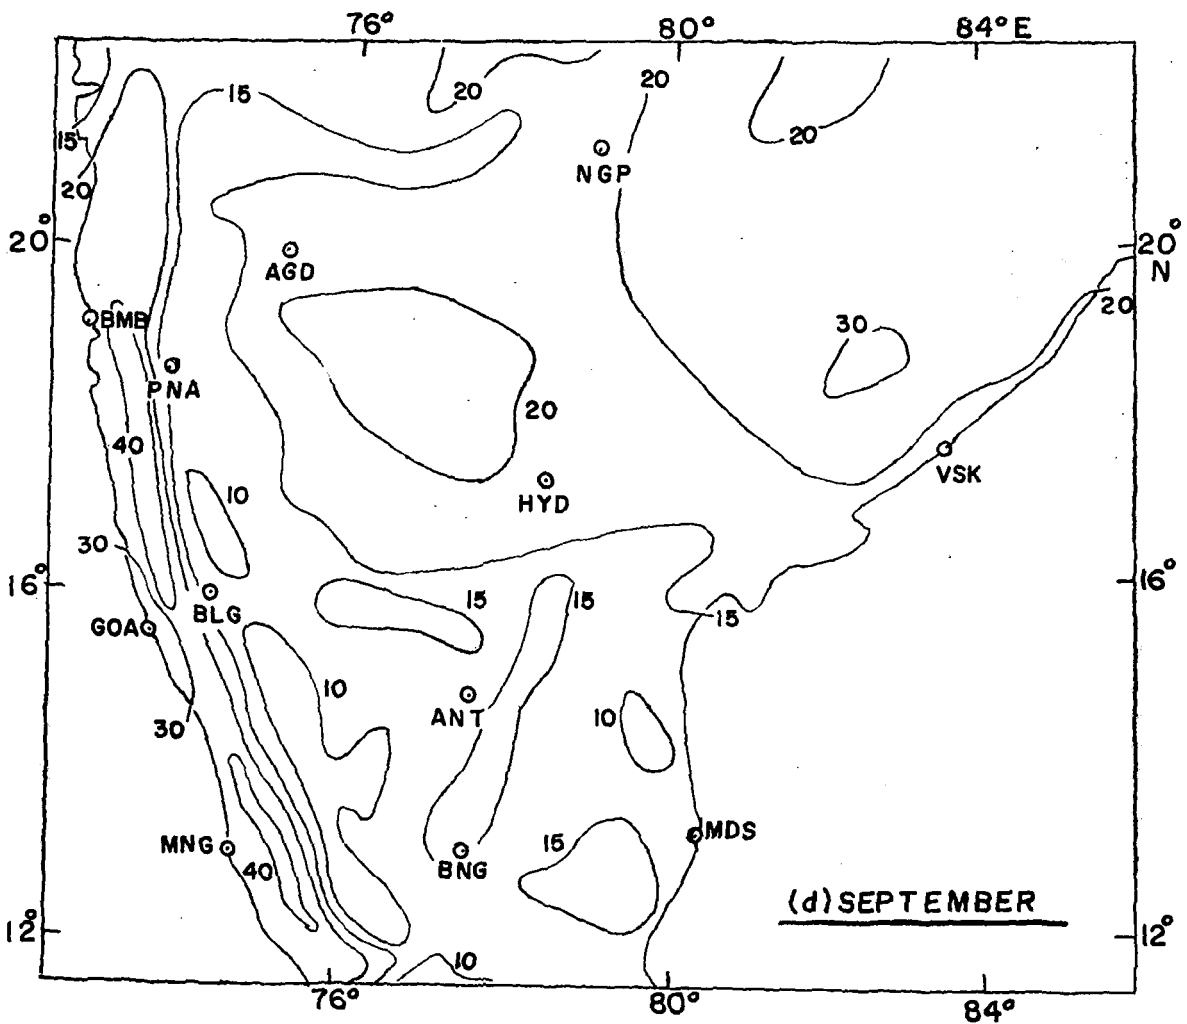 76° 80° 84°E
20 20
15
15 20
NGP
20
20° 20°
AGD N
BMB 20
30
PNA
20
40
VSK
10 HYD
30
16° 16°
15 15
BLG 15
GOA
10
ANT 10
30
MDS
MNG 15
40 BNG
(d) SEPTEMBER
12° 12°
10
76° 80° 84°